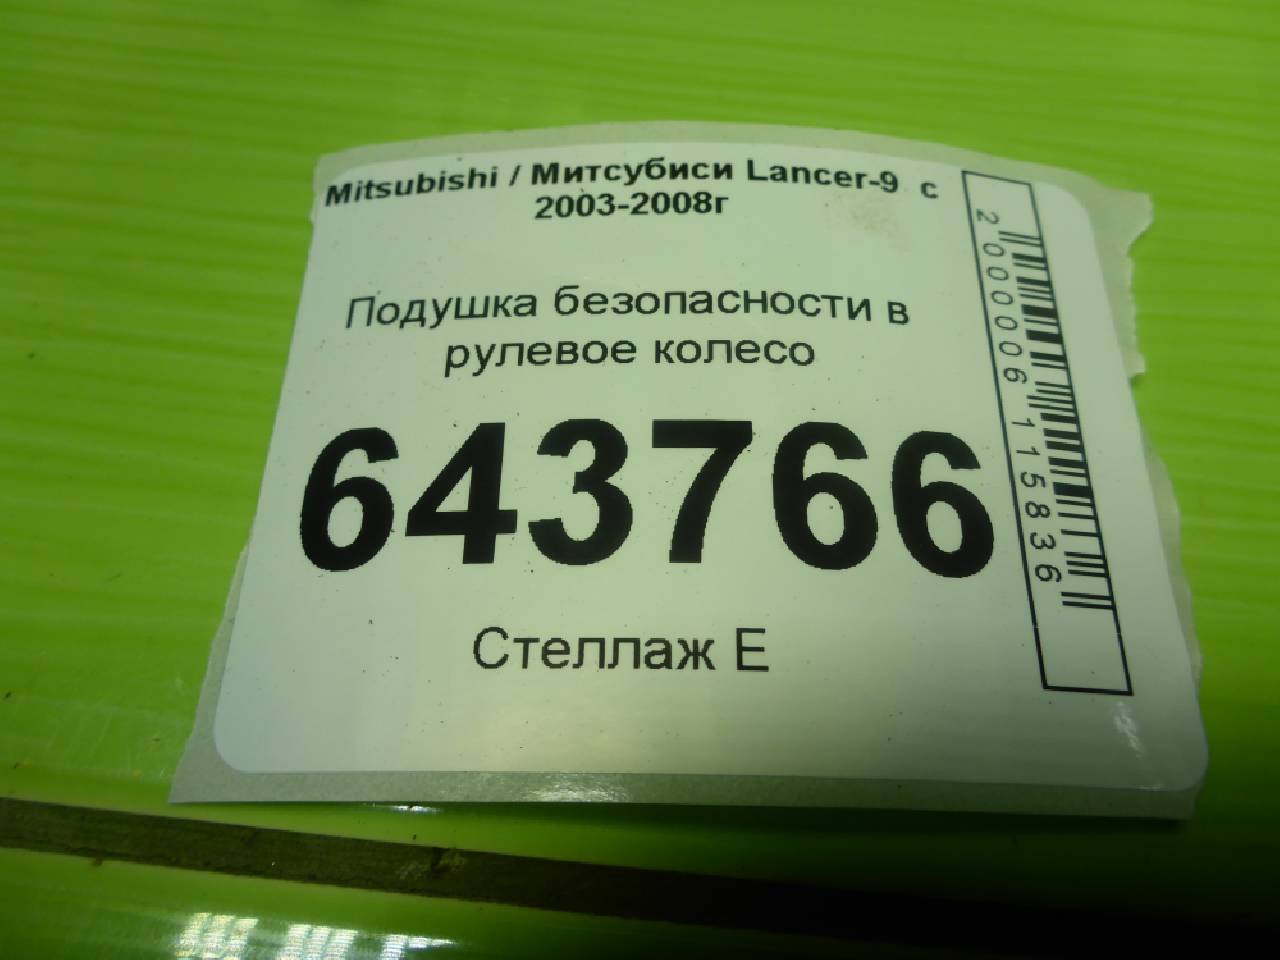 Mitsubishi / Митсубиси Lancer-9 с
2003-2008г
Подушка безопасности в
рулевое колесо
643766
Стеллаж Е
2000006115836